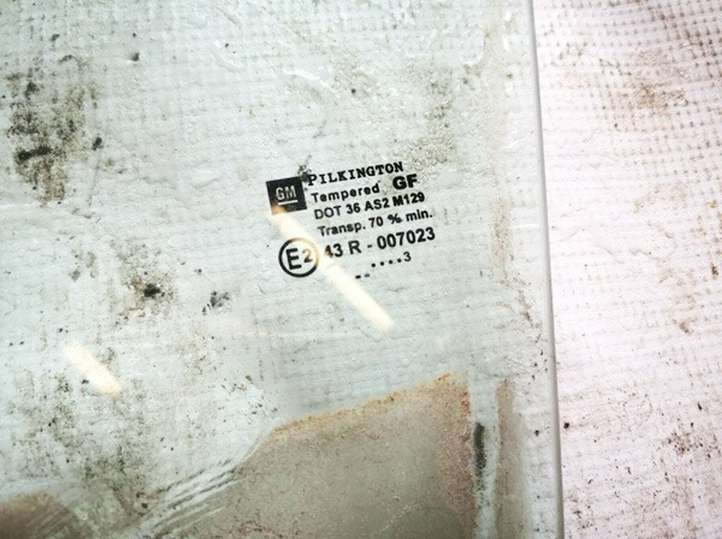 GM
PILKINGTON
Tempered GF
DOT 36 AS2 M129
Transp. 70 % min.
E2 43 R - 007023
.. ....3